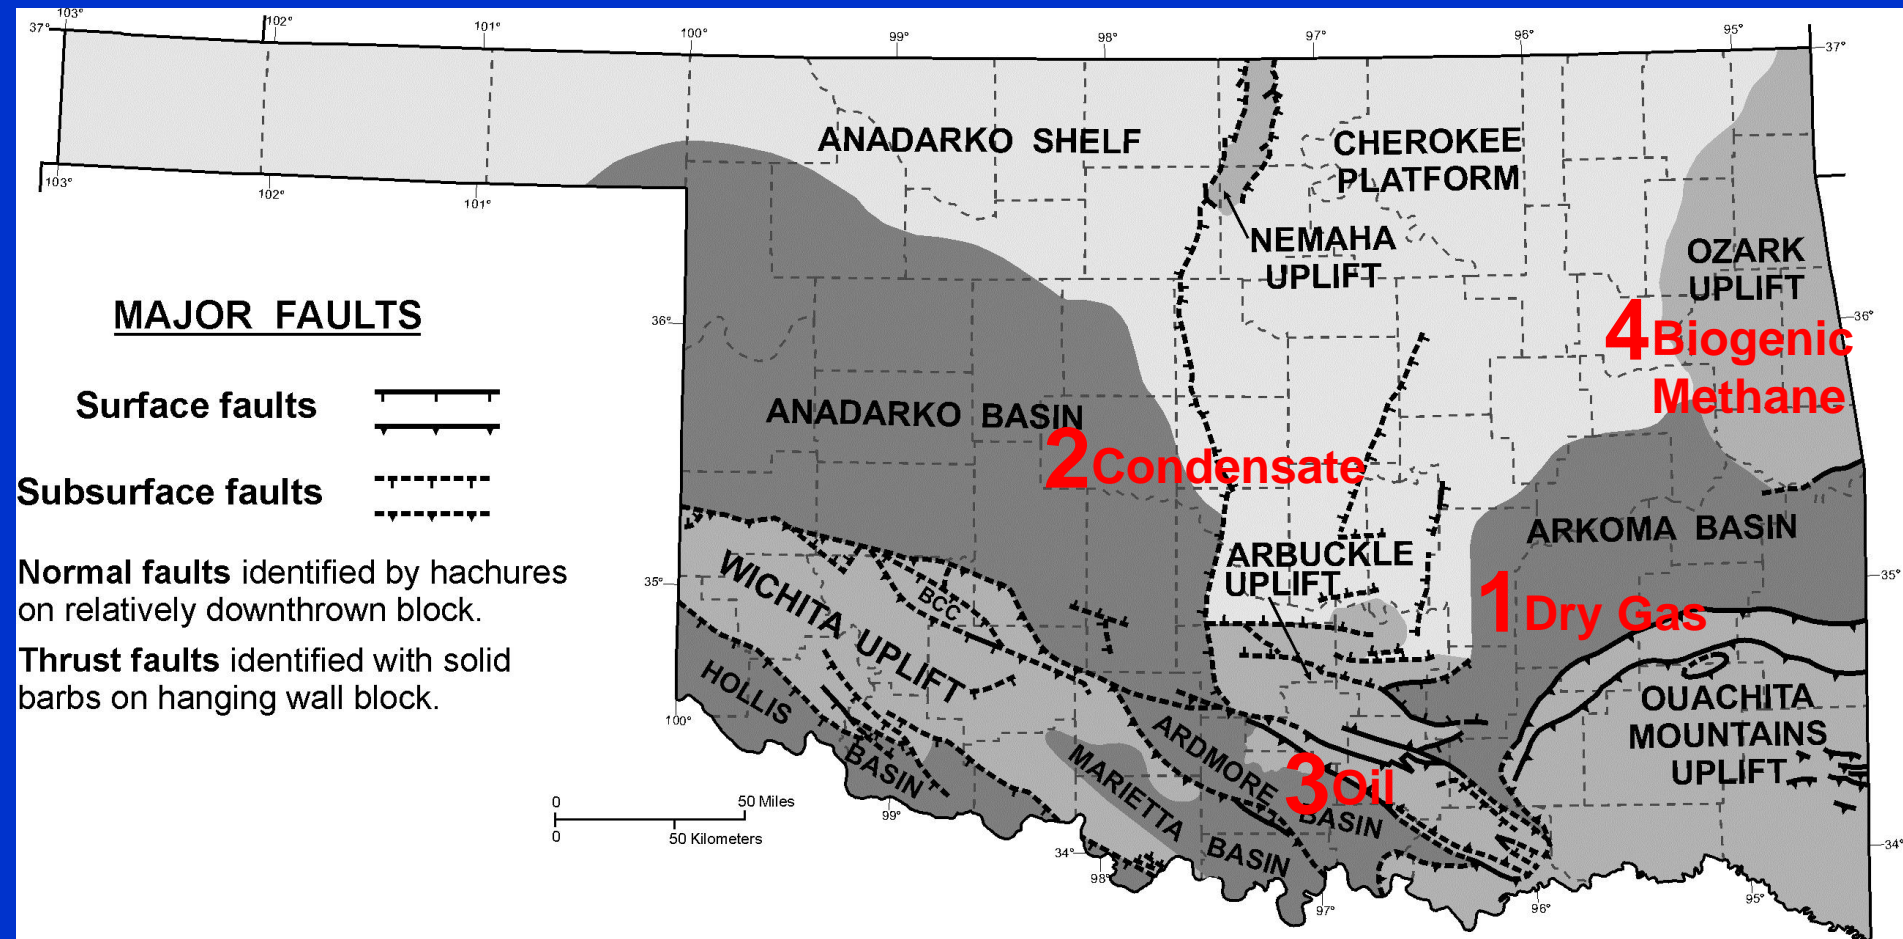 103°
102°
101°
100°
99°
98°
97°
96°
95°
37°
37°
103°
102°
101°
ANADARKO SHELF
CHEROKEE
PLATFORM
NEMAHA
UPLIFT
OZARK
UPLIFT
MAJOR FAULTS
36°
36°
4 Biogenic
Methane
Surface faults
ANADARKO BASIN
2 Condensate
Subsurface faults
ARKOMA BASIN
ARBUCKLE
UPLIFT
Normal faults identified by hachures
on relatively downthrown block.
35°
35°
WICHITA UPLIFT
BCC
1 Dry Gas
Thrust faults identified with solid
barbs on hanging wall block.
HOLLIS
BASIN
100°
OUACHITA
MOUNTAINS
UPLIFT
ARDMORE
BASIN
MARIETTA
BASIN
3 Oil
0
50 Miles
0
50 Kilometers
99°
34°
34°
98°
97°
96°
95°